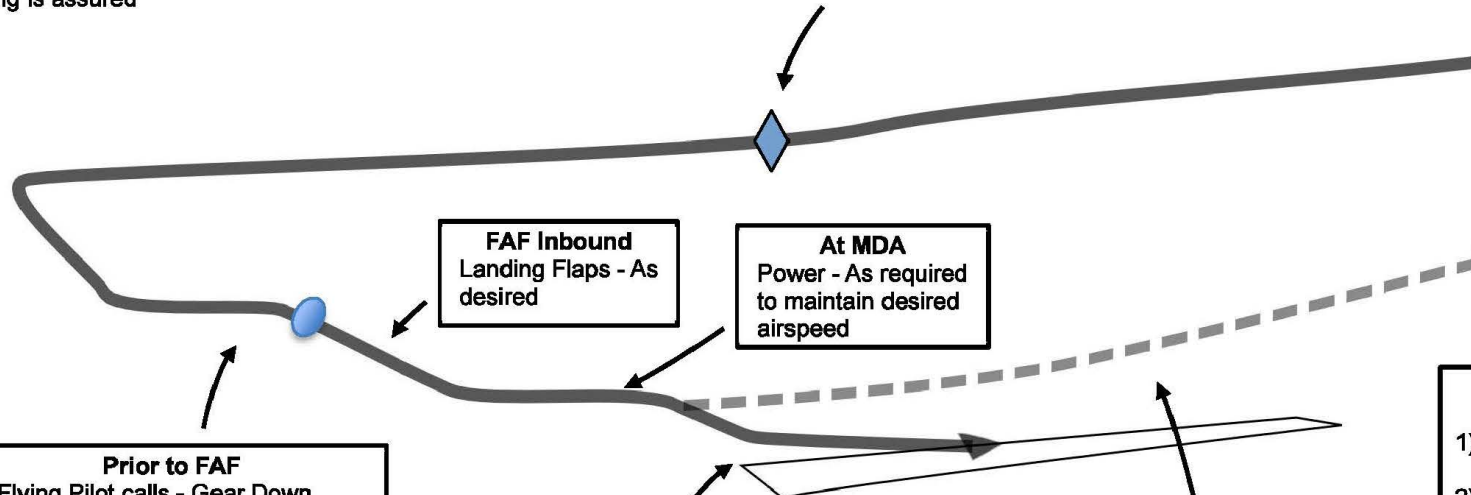 is assured
FAF Inbound
Landing Flaps - As
desired
At MDA
Power - As required
to maintain desired
airspeed
Prior to FAF
Flying Pilot calls - Gear Down
1)